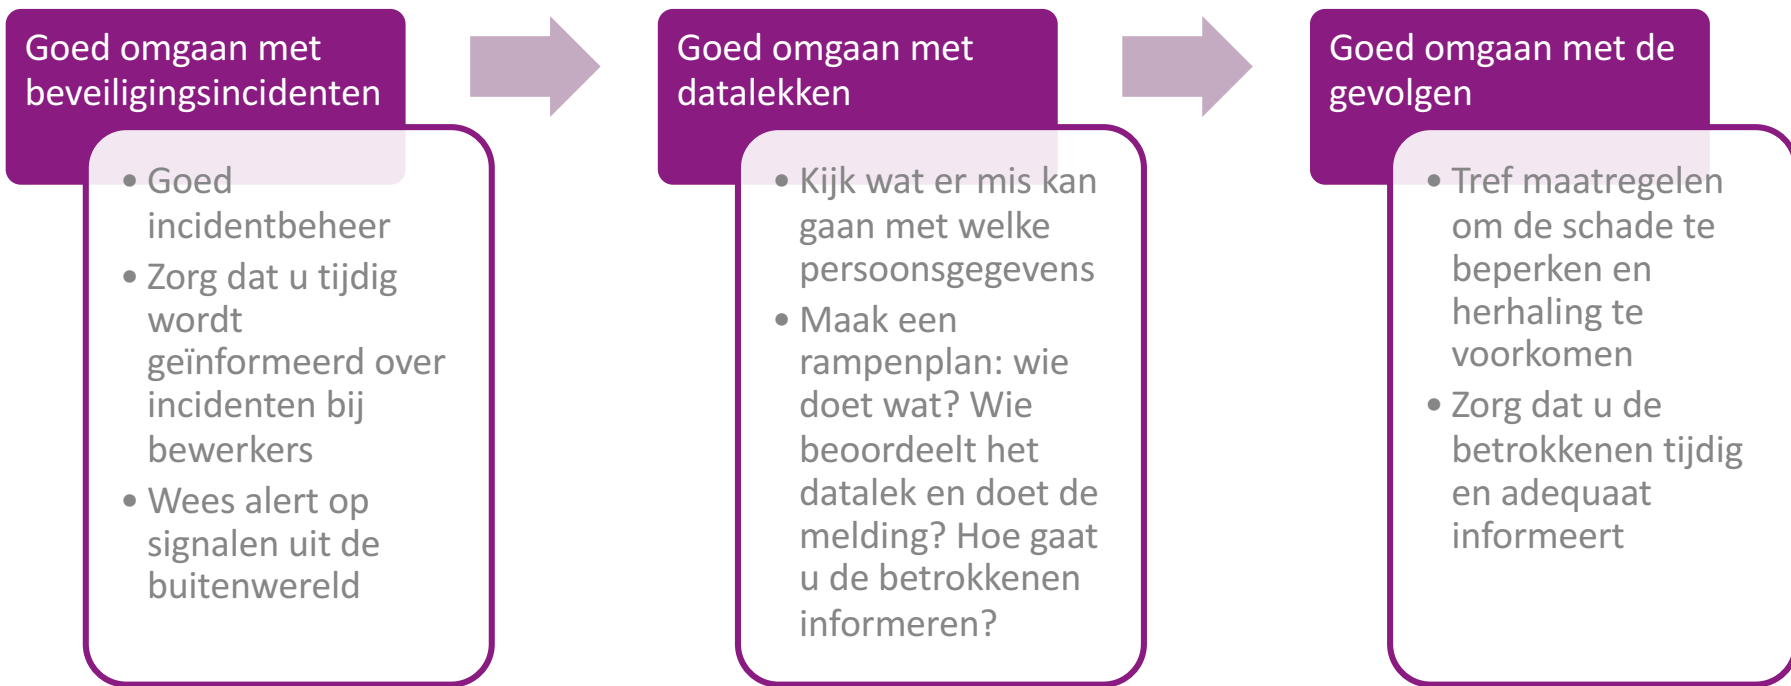 Goed omgaan met
beveiligingsincidenten
• Goed
incidentbeheer
• Zorg dat u tijdig
wordt
geïnformeerd over
incidenten bij
bewerkers
• Wees alert op
signalen uit de
buitenwereld
Goed omgaan met
datalekken
• Kijk wat er mis kan
gaan met welke
persoonsgegevens
• Maak een
rampenplan: wie
doet wat? Wie
beoordeelt het
datalek en doet de
melding? Hoe gaat
u de betrokkenen
informeren?
Goed omgaan met de
gevolgen
• Tref maatregelen
om de schade te
beperken en
herhaling te
voorkomen
• Zorg dat u de
betrokkenen tijdig
en adequaat
informeert